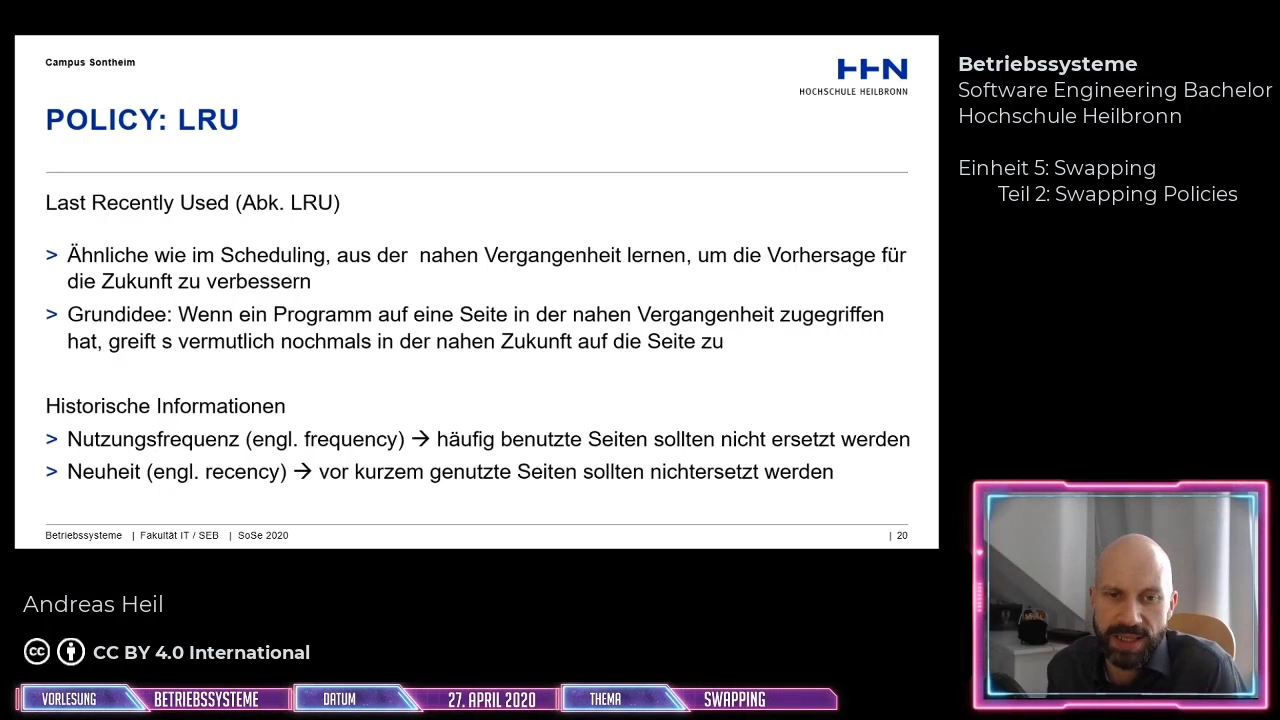 Campus Sontheim
HHN
HOCHSCHULE HEILBRONN
POLICY: LRU
Last Recently Used (Abk. LRU)
> Ähnliche wie im Scheduling, aus der  nahen Vergangenheit lernen, um die Vorhersage für
die Zukunft zu verbessern
> Grundidee: Wenn ein Programm auf eine Seite in der nahen Vergangenheit zugegriffen
hat, greift s vermutlich nochmals in der nahen Zukunft auf die Seite zu
Historische Informationen
> Nutzungsfrequenz (engl. frequency) → häufig benutzte Seiten sollten nicht ersetzt werden
> Neuheit (engl. recency) → vor kurzem genutzte Seiten sollten nichtersetzt werden
Betriebssysteme | Fakultät IT / SEB | SoSe 2020 | 20
Betriebssysteme
Software Engineering Bachelor
Hochschule Heilbronn
Einheit 5: Swapping
Teil 2: Swapping Policies
Andreas Heil
cc CC BY 4.0 International
VORLESUNG BETRIEBSSYSTEME DATUM 27. APRIL 2020 THEMA SWAPPING